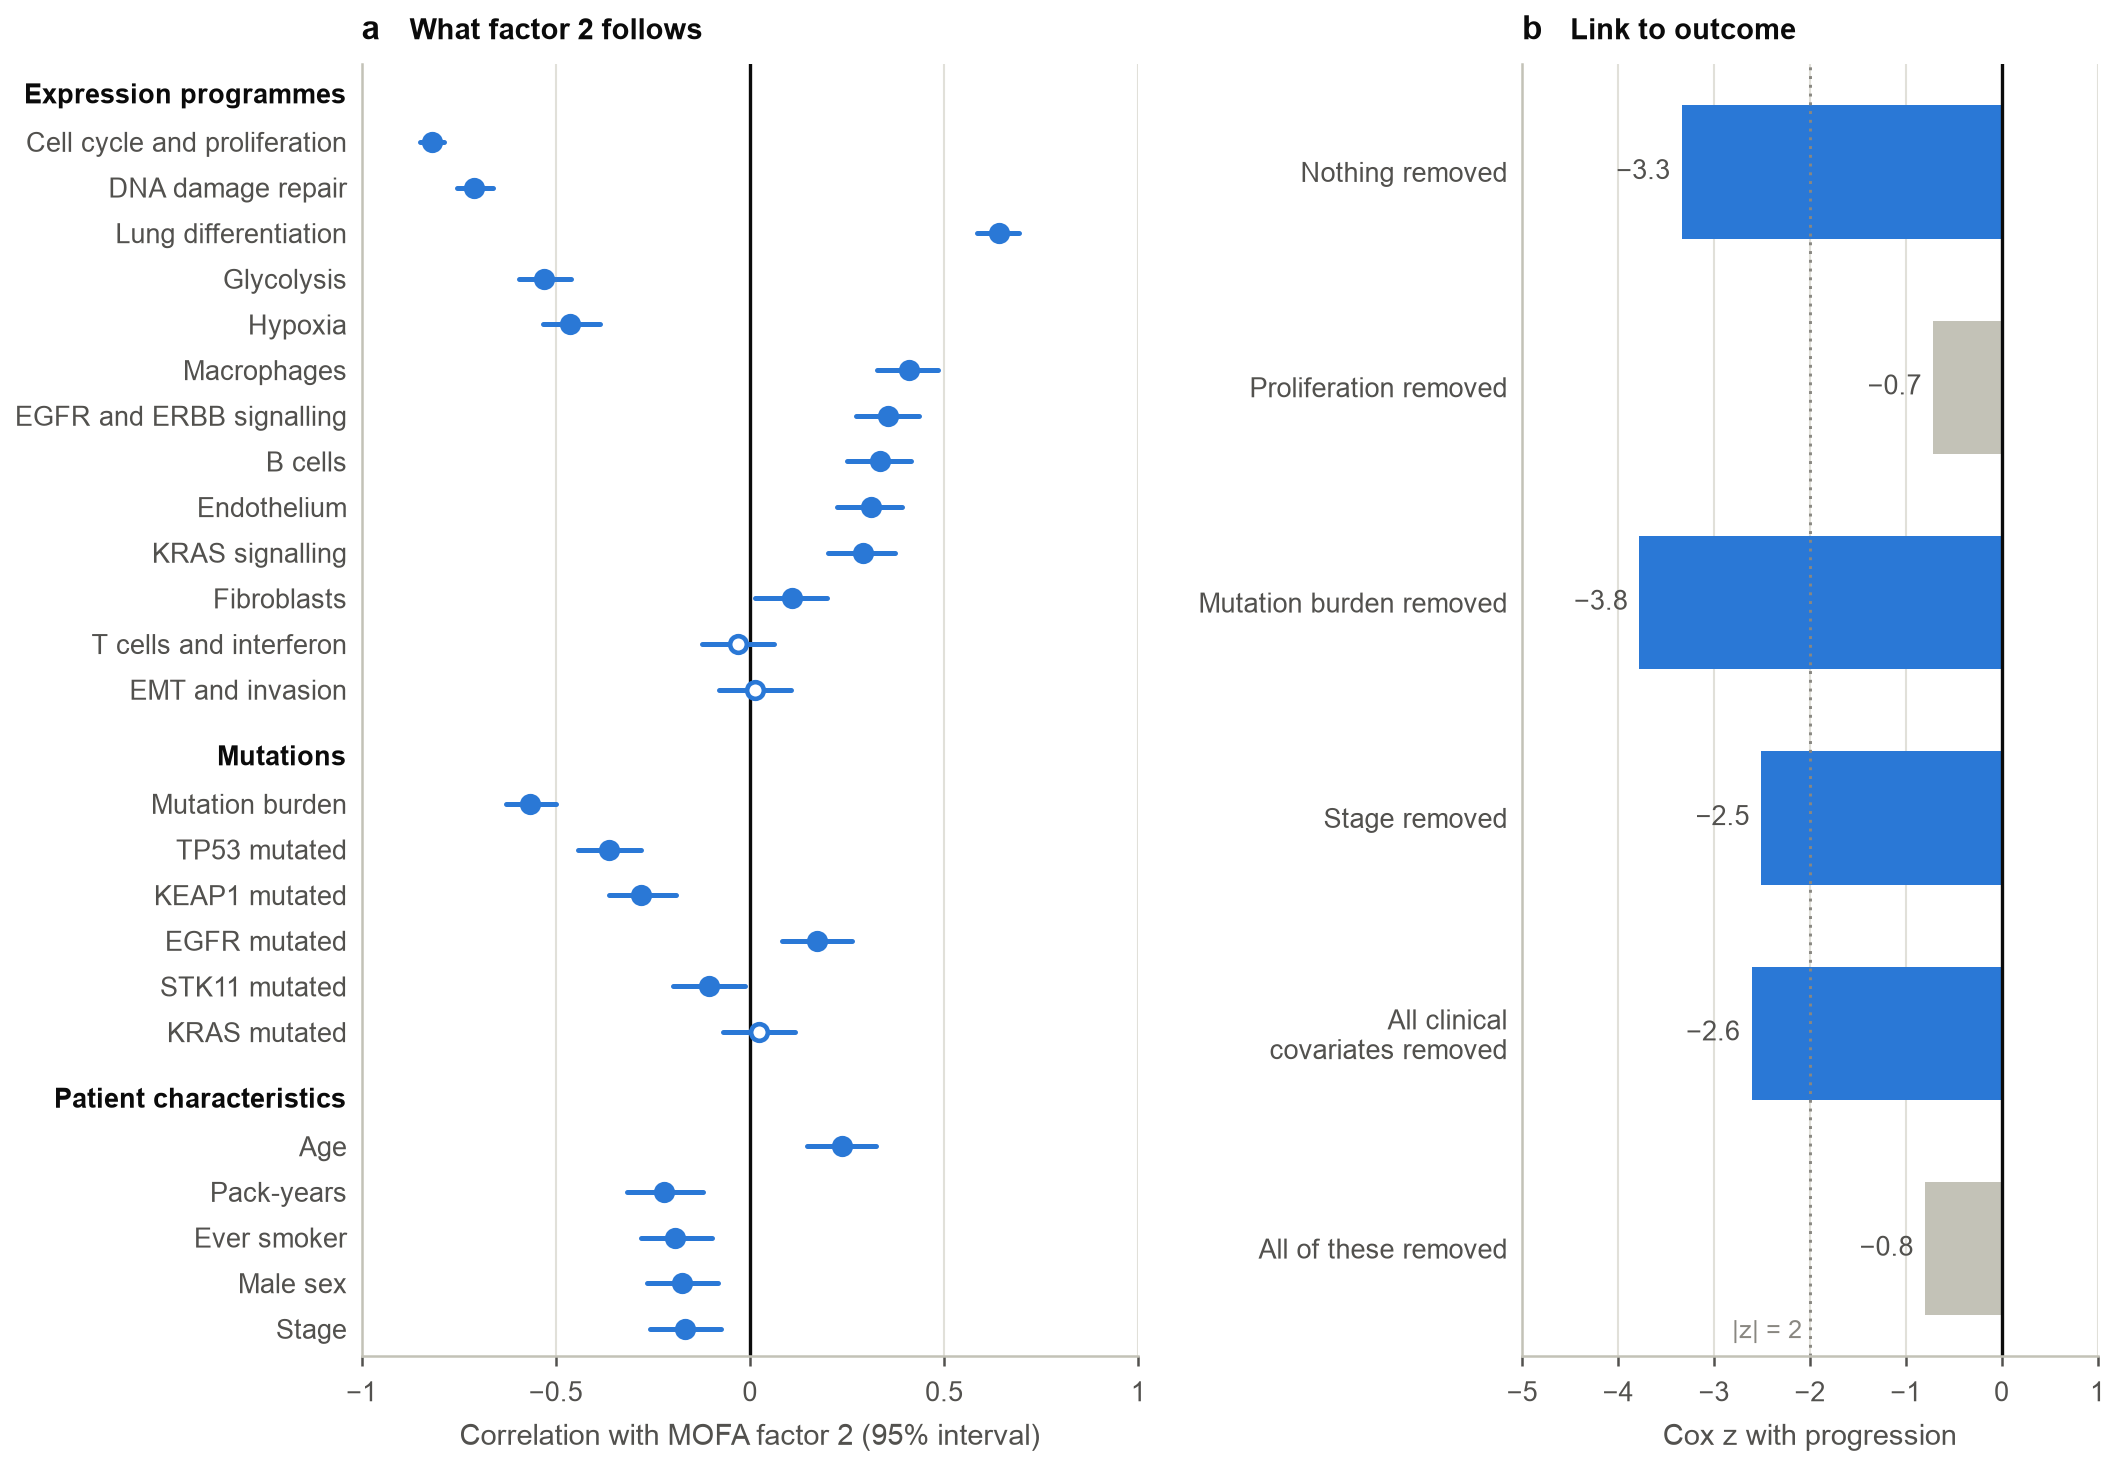 a What factor 2 follows
Expression programmes
Cell cycle and proliferation
DNA damage repair
Lung differentiation
Glycolysis
Hypoxia
Macrophages
EGFR and ERBB signalling
B cells
Endothelium
KRAS signalling
Fibroblasts
T cells and interferon
EMT and invasion
Mutations
Mutation burden
TP53 mutated
KEAP1 mutated
EGFR mutated
STK11 mutated
KRAS mutated
Patient characteristics
Age
Pack-years
Ever smoker
Male sex
Stage
−1 −0.5 0 0.5 1
Correlation with MOFA factor 2 (95% interval)
b Link to outcome
Nothing removed −3.3
Proliferation removed −0.7
Mutation burden removed −3.8
Stage removed −2.5
All clinical
covariates removed −2.6
All of these removed −0.8
|z| = 2
−5 −4 −3 −2 −1 0 1
Cox z with progression